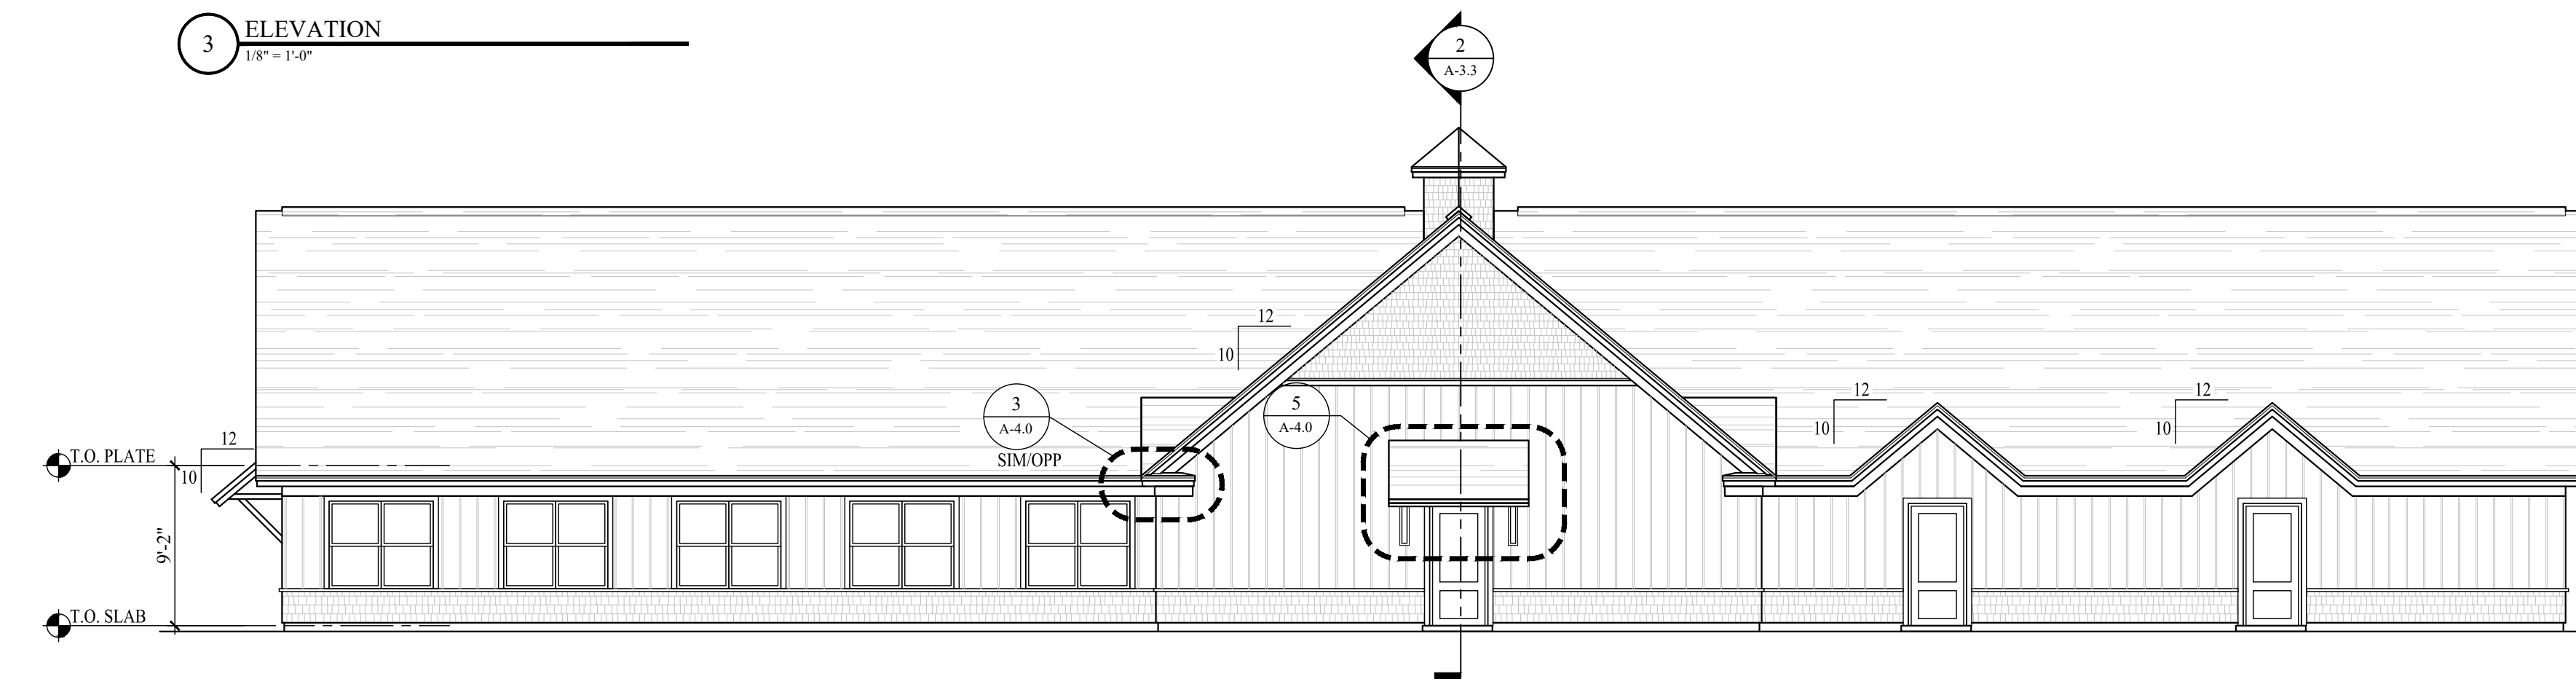 3
ELEVATION
1/8" = 1'-0"
2
A-3.3
12
10
3
A-4.0
SIM/OPP
5
A-4.0
12
10
12
10
12
10
T.O. PLATE
9'-2"
T.O. SLAB